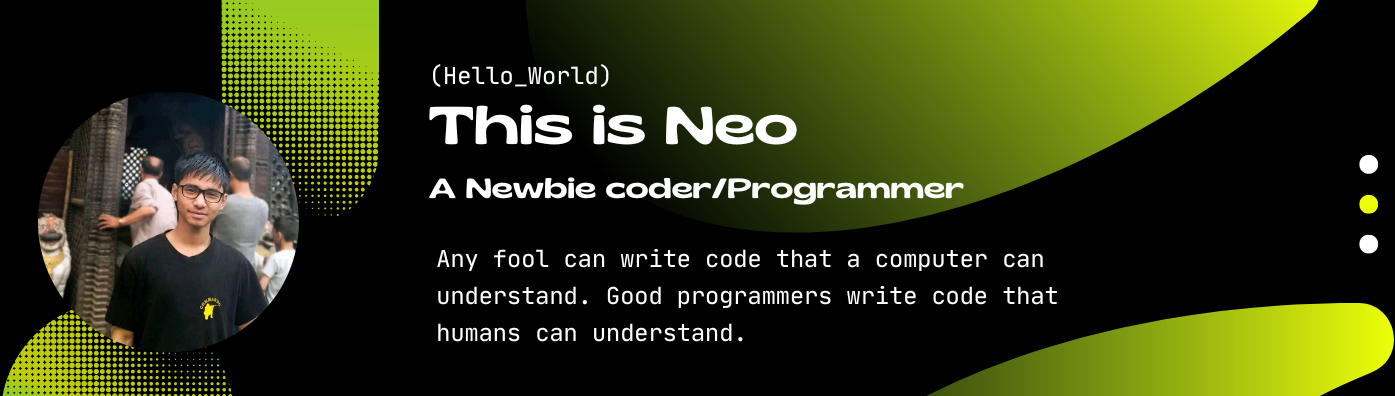 (Hello_World)
This is Neo
A Newbie coder/Programmer
Any fool can write code that a computer can
understand. Good programmers write code that
humans can understand.